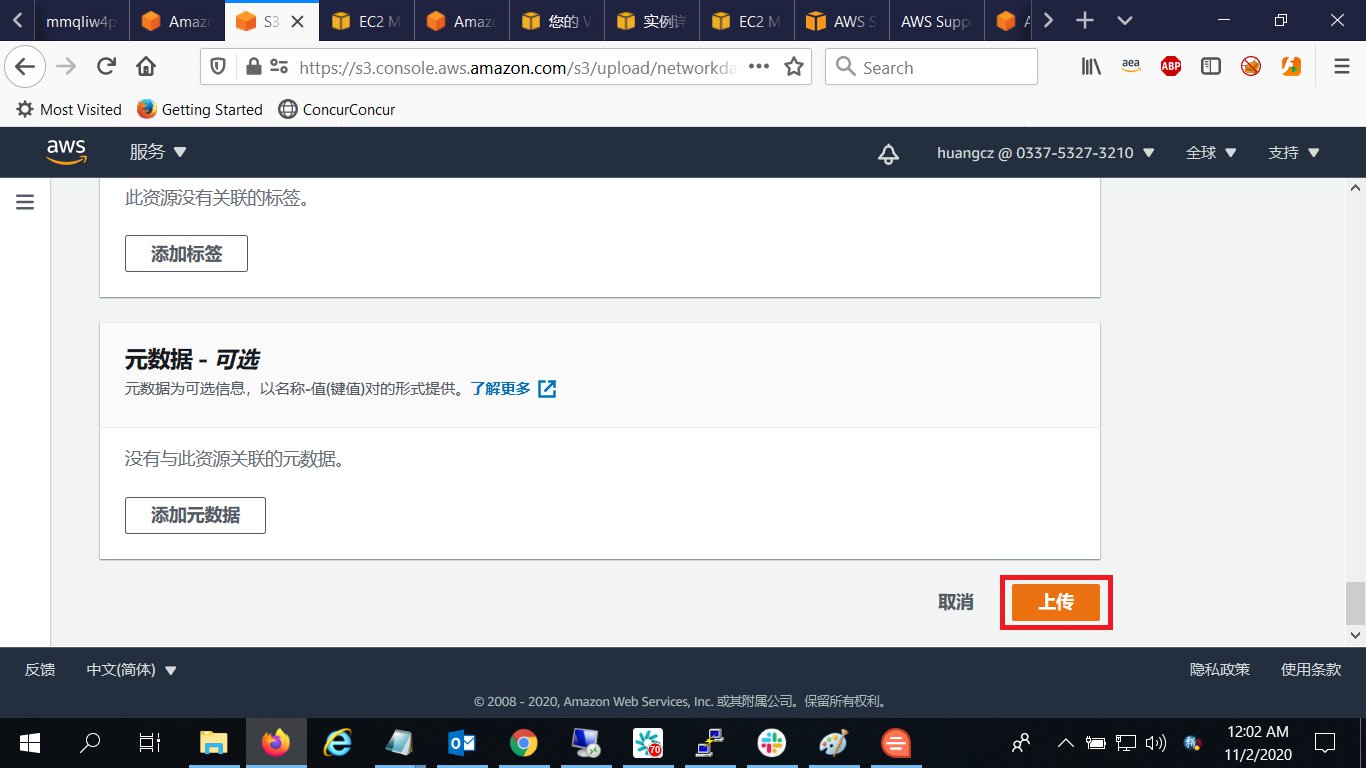 mmqliw4p
Amaz
S3
EC2 M
Amaz
您的 V
实例详
EC2 M
AWS S
AWS Supp
https://s3.console.aws.amazon.com/s3/upload/networkda
Search
aea
ABP
Most Visited
Getting Started
ConcurConcur
aws
服务
huangcz @ 0337-5327-3210
全球
支持
此资源没有关联的标签。
添加标签
元数据 - 可选
元数据为可选信息，以名称-值(键值)对的形式提供。了解更多
没有与此资源关联的元数据。
添加元数据
取消
上传
反馈
中文(简体)
隐私政策
使用条款
© 2008 - 2020, Amazon Web Services, Inc. 或其附属公司。保留所有权利。
70
12:02 AM
11/2/2020